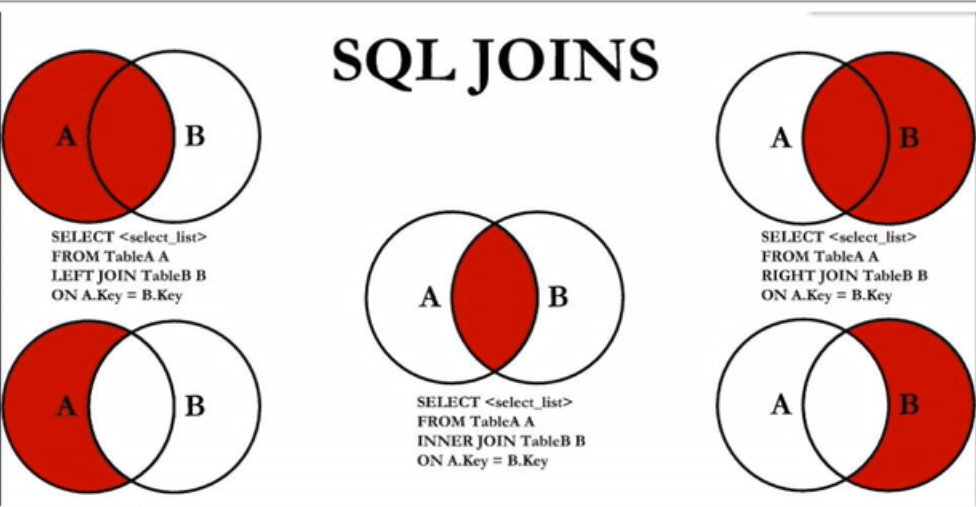 SQL JOINS
A B
SELECT <select_list>
FROM TableA A
LEFT JOIN TableB B
ON A.Key = B.Key
A B
SELECT <select_list>
FROM TableA A
RIGHT JOIN TableB B
ON A.Key = B.Key
A B
SELECT <select_list>
FROM TableA A
INNER JOIN TableB B
ON A.Key = B.Key
A B
A B